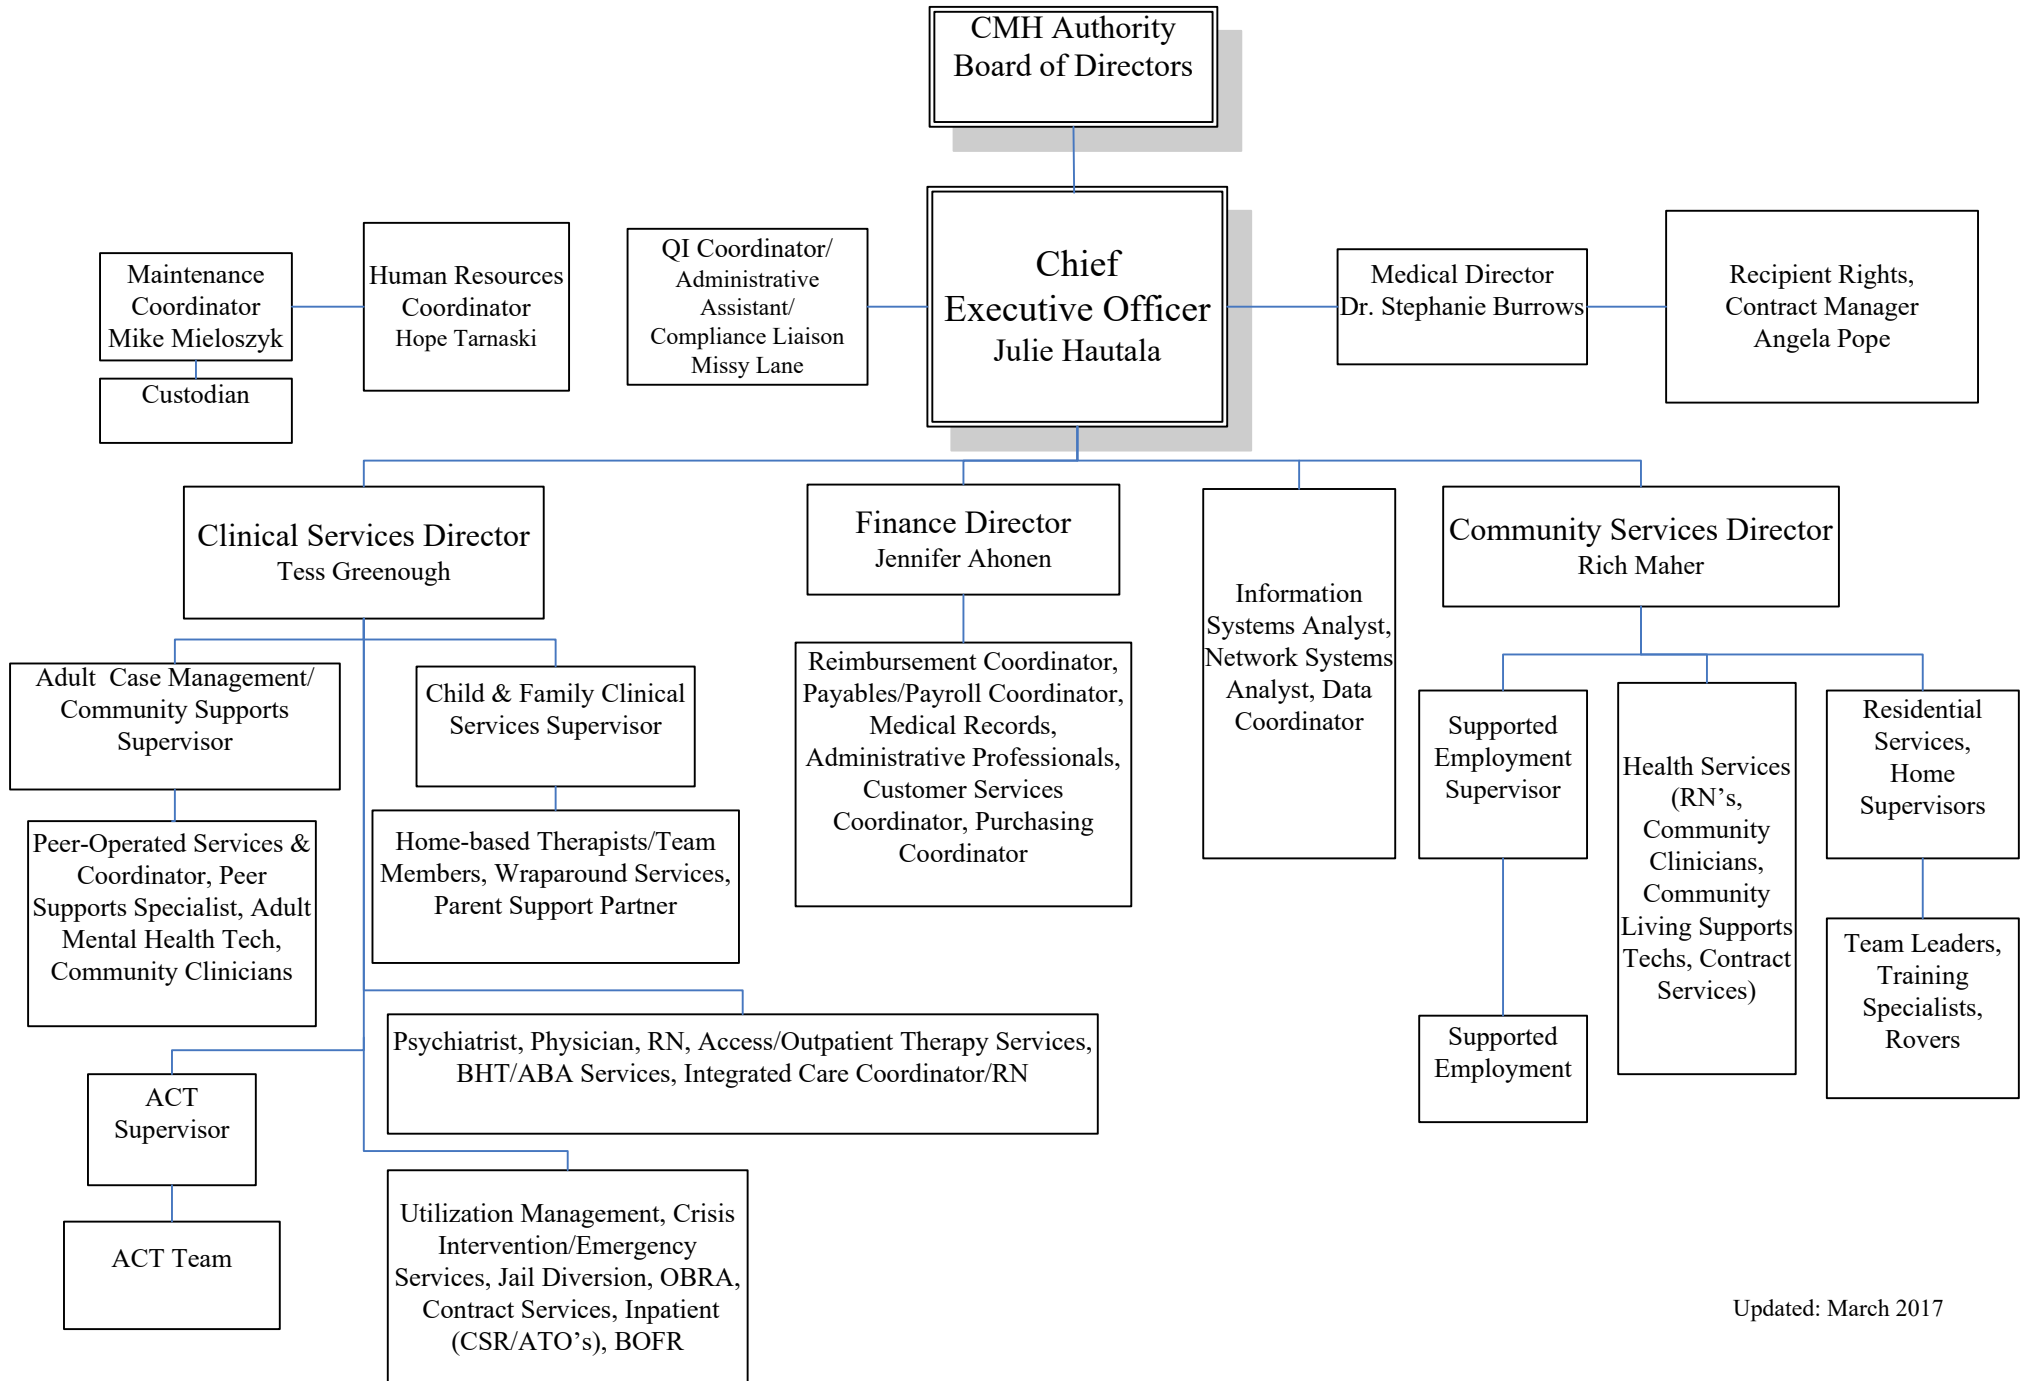 CMH Authority
Board of Directors
Maintenance
Coordinator
Mike Mieloszyk
Custodian
Human Resources
Coordinator
Hope Tarnaski
QI Coordinator/
Administrative
Assistant/
Compliance Liaison
Missy Lane
Chief
Executive Officer
Julie Hautala
Medical Director
Dr. Stephanie Burrows
Recipient Rights,
Contract Manager
Angela Pope
Clinical Services Director
Tess Greenough
Finance Director
Jennifer Ahonen
Information
Systems Analyst,
Network Systems
Analyst, Data
Coordinator
Community Services Director
Rich Maher
Adult  Case Management/
Community Supports
Supervisor
Child & Family Clinical
Services Supervisor
Reimbursement Coordinator,
Payables/Payroll Coordinator,
Medical Records,
Administrative Professionals,
Customer Services
Coordinator, Purchasing
Coordinator
Supported
Employment
Supervisor
Health Services
(RN's,
Community
Clinicians,
Community
Living Supports
Techs, Contract
Services)
Residential
Services,
Home
Supervisors
Peer-Operated Services &
Coordinator, Peer
Supports Specialist, Adult
Mental Health Tech,
Community Clinicians
Home-based Therapists/Team
Members, Wraparound Services,
Parent Support Partner
Team Leaders,
Training
Specialists,
Rovers
Supported
Employment
Psychiatrist, Physician, RN, Access/Outpatient Therapy Services,
BHT/ABA Services, Integrated Care Coordinator/RN
ACT
Supervisor
ACT Team
Utilization Management, Crisis
Intervention/Emergency
Services, Jail Diversion, OBRA,
Contract Services, Inpatient
(CSR/ATO’s), BOFR
Updated: March 2017